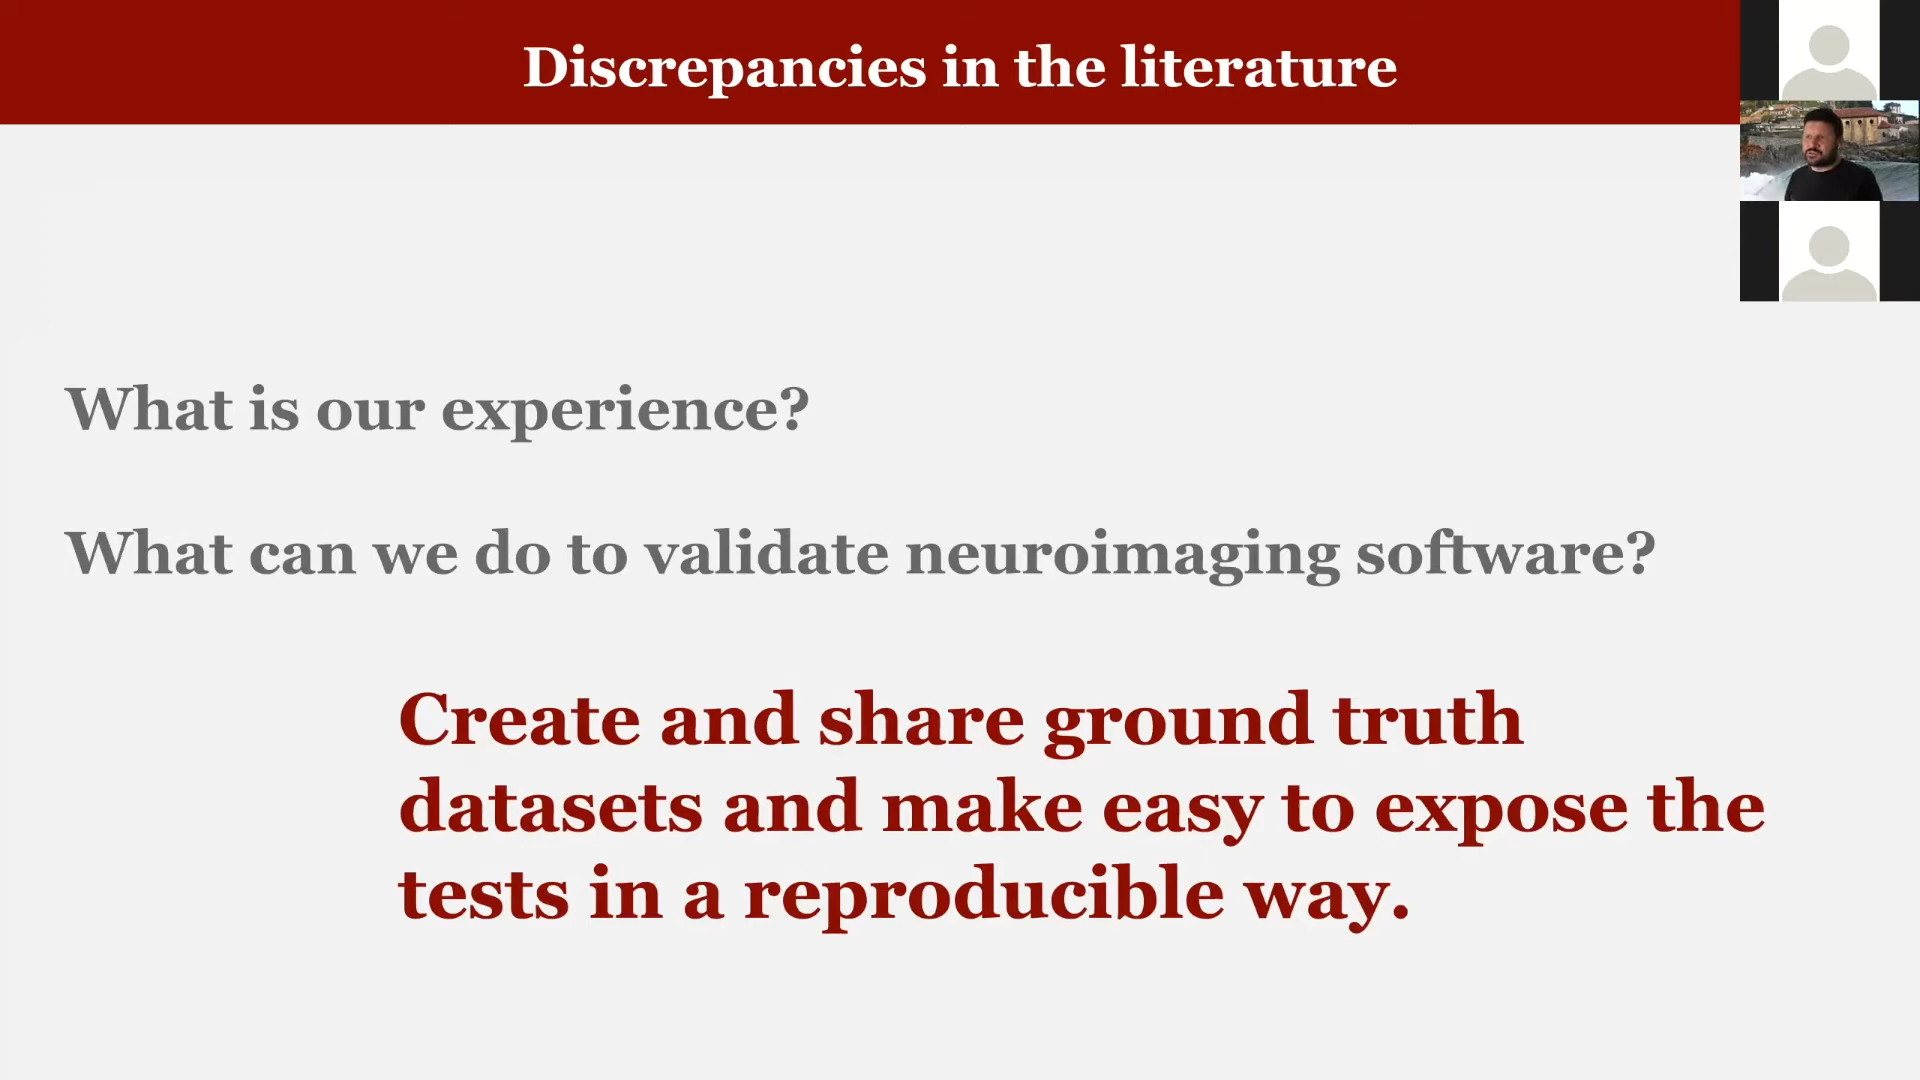 Discrepancies in the literature
What is our experience?
What can we do to validate neuroimaging software?
Create and share ground truth
datasets and make easy to expose the
tests in a reproducible way.